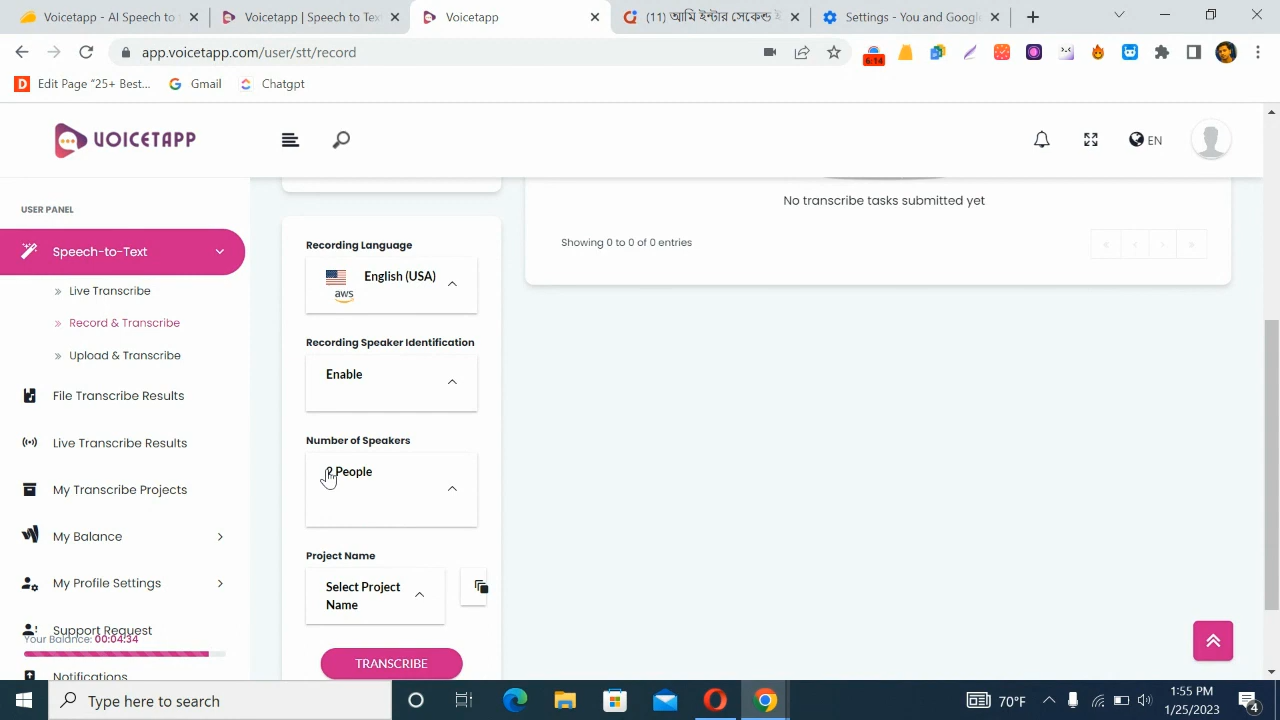 Voicetapp - AI Speech to
Voicetapp | Speech to Tex
Voicetapp
(11) আমি ইন্টার সেকেন্ড
Settings - You and Google
app.voicetapp.com/user/stt/record
6:14
Edit Page “25+ Best...
Gmail
Chatgpt
VOICETAPP
EN
USER PANEL
Speech-to-Text
Live Transcribe
Record & Transcribe
Upload & Transcribe
File Transcribe Results
Live Transcribe Results
My Transcribe Projects
My Balance
My Profile Settings
Support Request
Your Balance: 00:04:34
Notifications
Recording Language
English (USA)
aws
Recording Speaker Identification
Enable
Number of Speakers
2 People
Project Name
Select Project
Name
TRANSCRIBE
No transcribe tasks submitted yet
Showing 0 to 0 of 0 entries
« ‹ › »
Type here to search
70°F
1:55 PM
1/25/2023
4